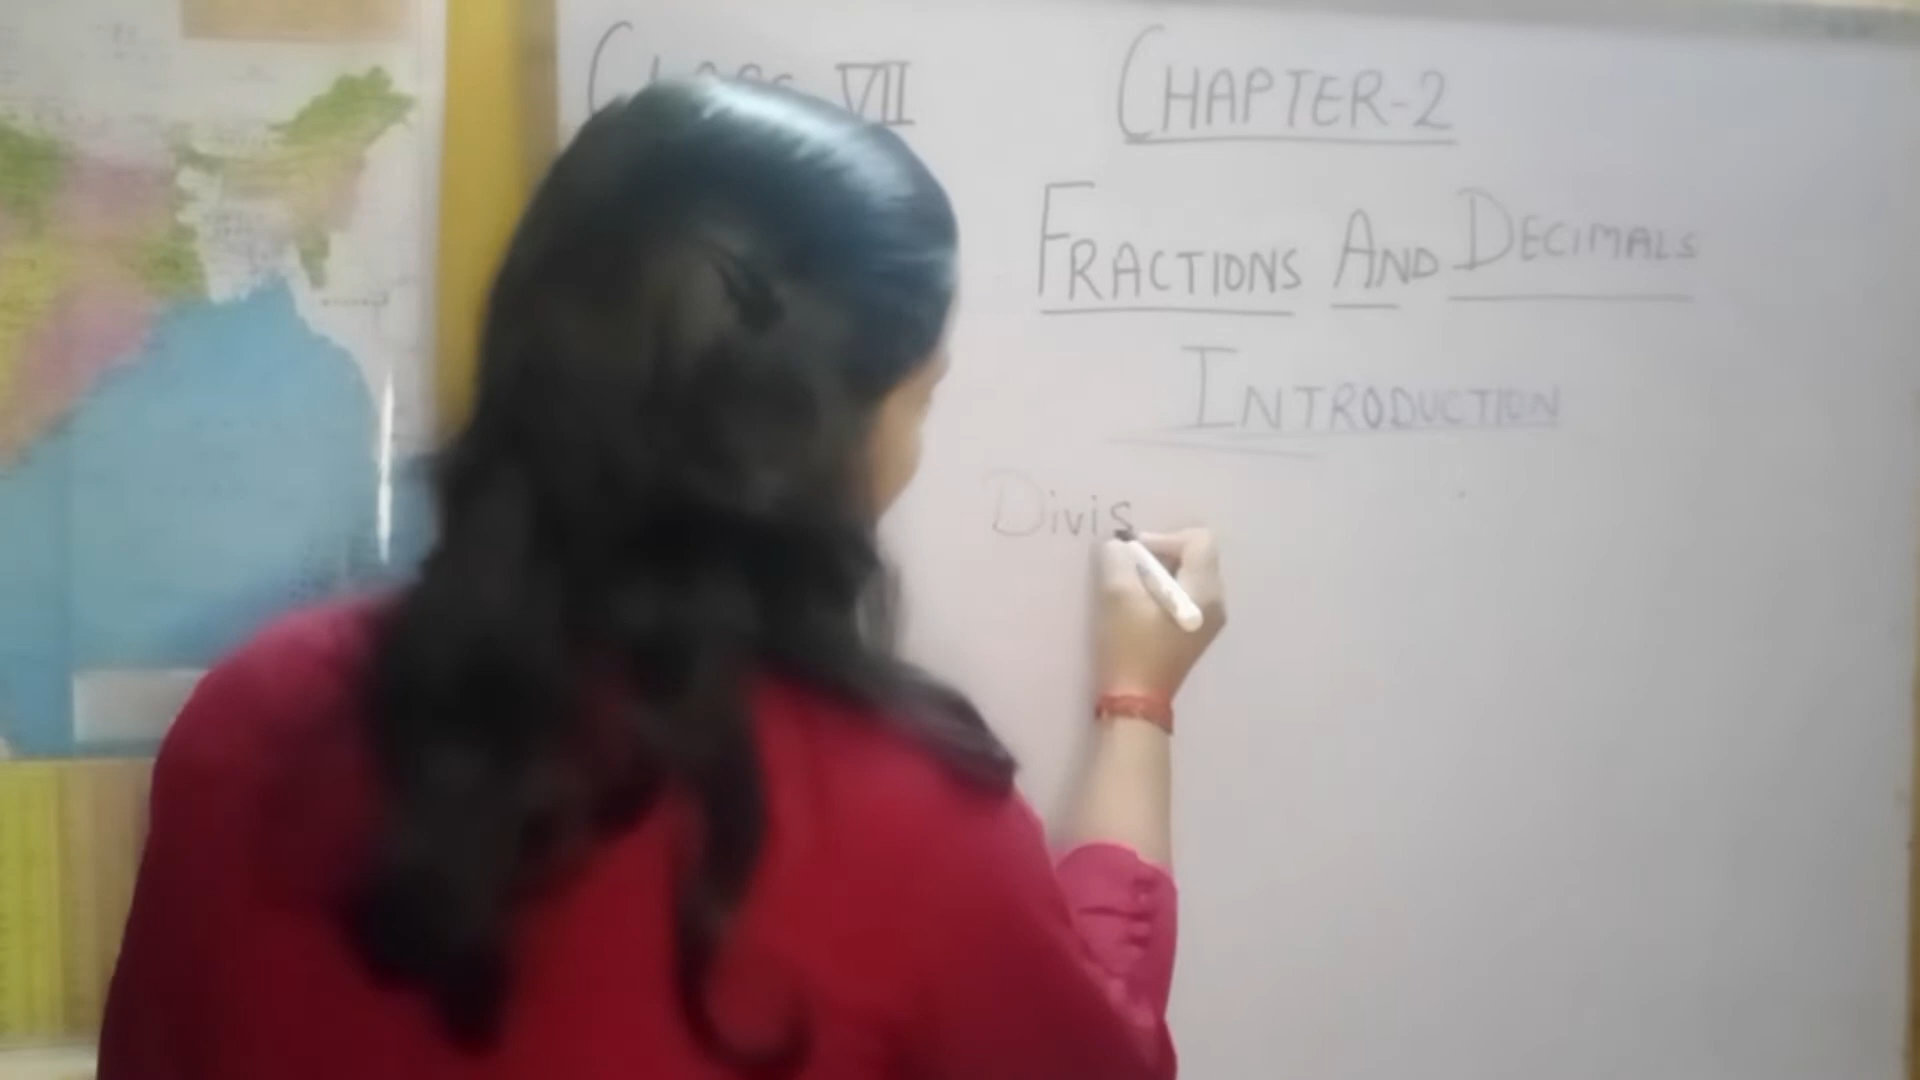 CLASS VII
CHAPTER-2
FRACTIONS AND DECIMALS
INTRODUCTION
Divis